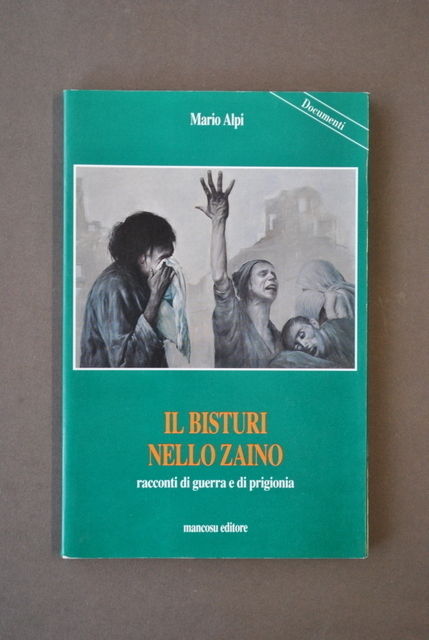 Mario Alpi
Documenti
IL BISTURI
NELLO ZAINO
racconti di guerra e di prigionia
mancosu editore